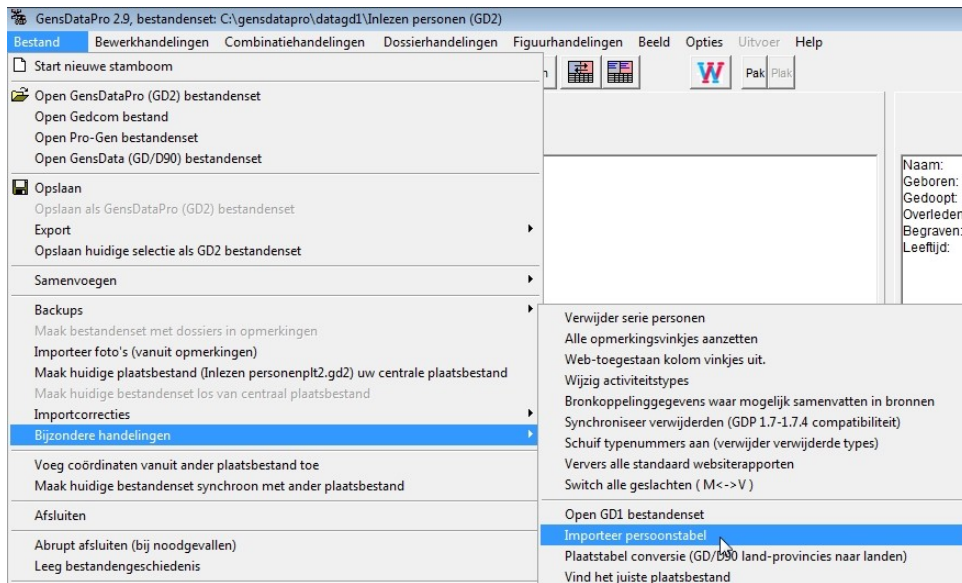 GensDataPro 2.9, bestandenset: C:\gensdatapro\datagd1\Inlezen personen (GD2)
Bestand Bewerkhandelingen Combinatiehandelingen Dossierhandelingen Figuurhandelingen Beeld Opties Uitvoer Help
Start nieuwe stamboom
W Pak Plak
Open GensDataPro (GD2) bestandenset
Open Gedcom bestand
Open Pro-Gen bestandenset
Open GensData (GD/D90) bestandenset
Opslaan
Opslaan als GensDataPro (GD2) bestandenset
Export
Opslaan huidige selectie als GD2 bestandenset
Samenvoegen
Backups
Maak bestandenset met dossiers in opmerkingen
Importeer foto's (vanuit opmerkingen)
Maak huidige plaatsbestand (Inlezen personenplt2.gd2) uw centrale plaatsbestand
Maak huidige bestandenset los van centraal plaatsbestand
Importcorrecties
Bijzondere handelingen
Voeg coördinaten vanuit ander plaatsbestand toe
Maak huidige bestandenset synchroon met ander plaatsbestand
Afsluiten
Abrupt afsluiten (bij noodgevallen)
Leeg bestandengeschiedenis
Naam:
Geboren:
Gedoopt:
Overleden
Begraven:
Leeftijd:
Verwijder serie personen
Alle opmerkingsvinkjes aanzetten
Web-toegestaan kolom vinkjes uit.
Wijzig activiteitstypes
Bronkoppelinggegevens waar mogelijk samenvatten in bronnen
Synchroniseer verwijderden (GDP 1.7-1.7.4 compatibiliteit)
Schuif typenummers aan (verwijder verwijderde types)
Ververs alle standaard websiterapporten
Switch alle geslachten ( M<->V )
Open GD1 bestandenset
Importeer persoonstabel
Plaatstabel conversie (GD/D90 land-provincies naar landen)
Vind het juiste plaatsbestand